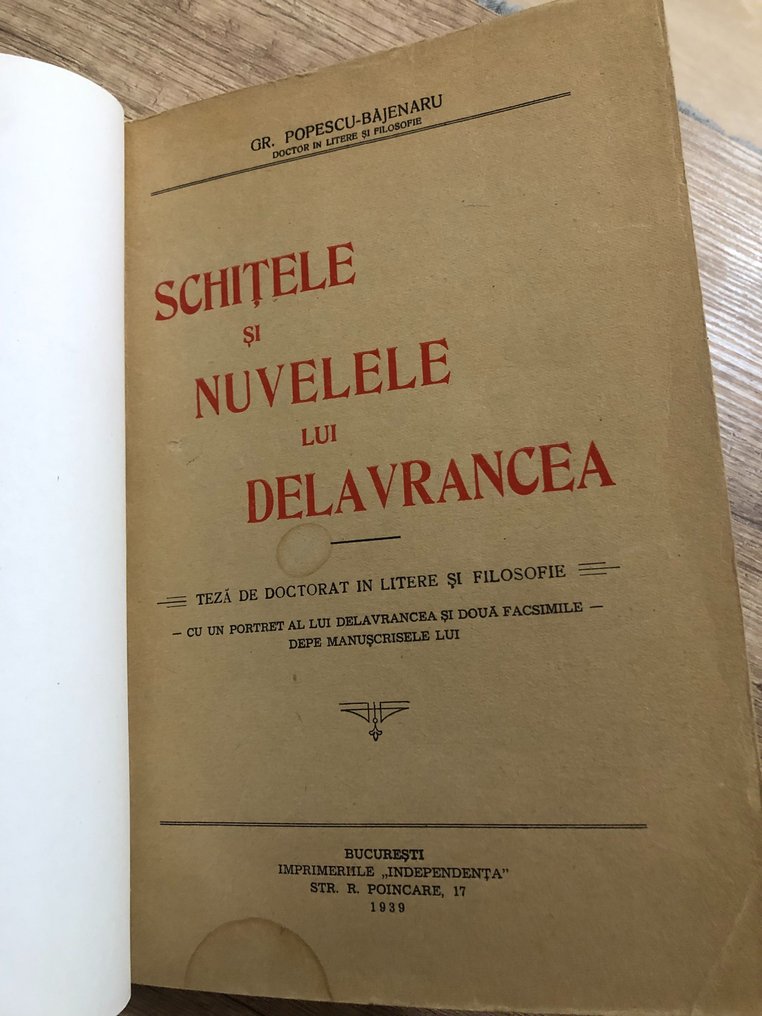 GR. POPESCU-BĂJENARU
DOCTOR IN LITERE ȘI FILOSOFIE
SCHIȚELE
ȘI
NUVELELE
LUI
DELAVRANCEA
TEZĂ DE DOCTORAT IN LITERE ȘI FILOSOFIE
— CU UN PORTRET AL LUI DELAVRANCEA ȘI DOUĂ FACSIMILE —
DEPE MANUȘCRISELE LUI
BUCUREȘTI
IMPRIMERIILE „INDEPENDENȚA"
STR. R. POINCARE, 17
1939